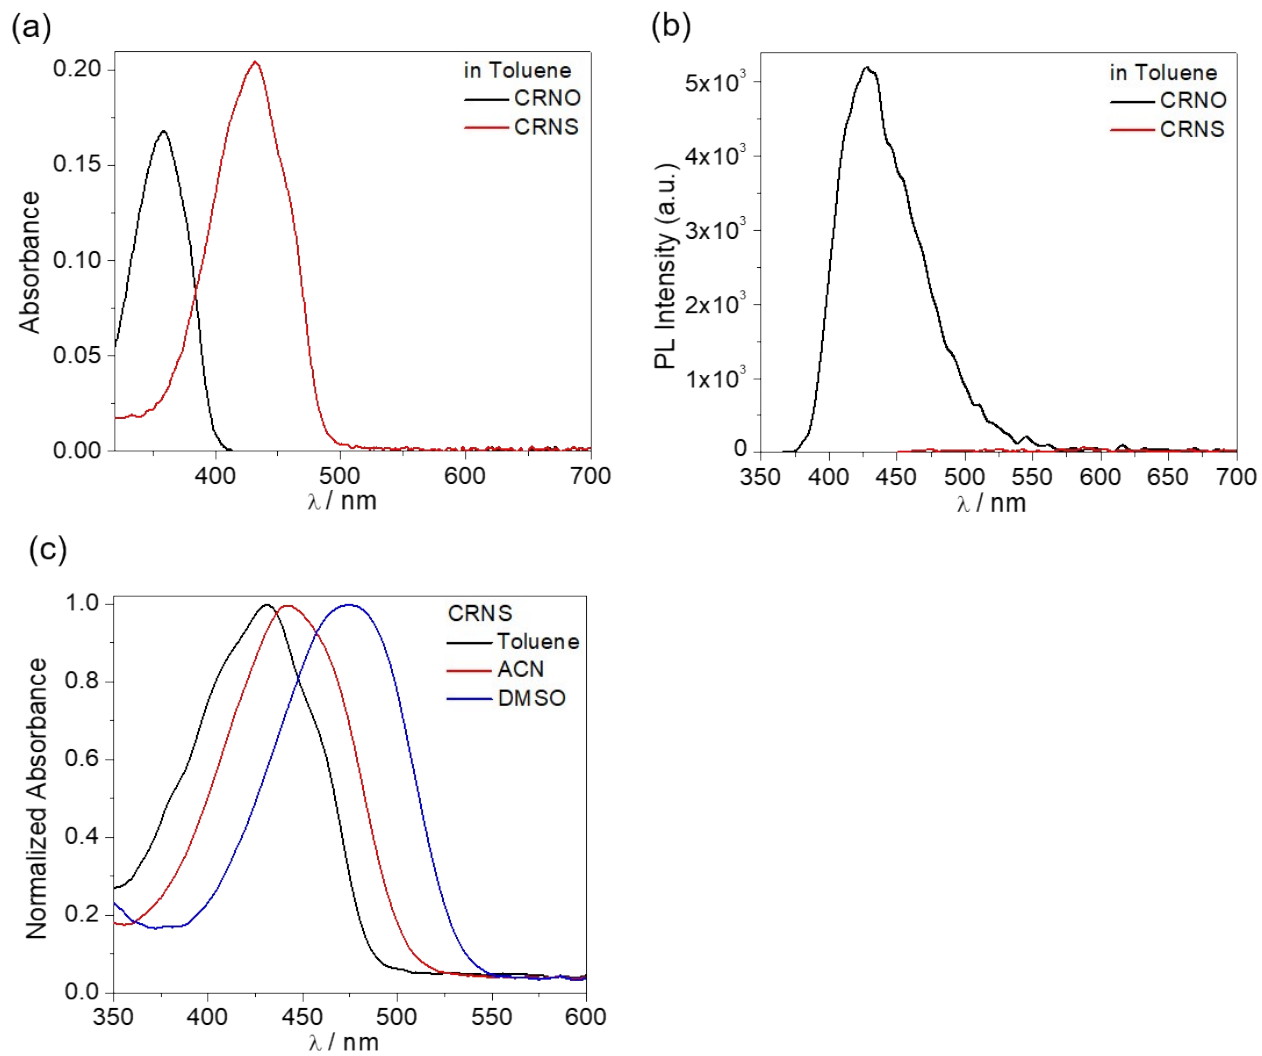 (a)
in Toluene
CRNO
CRNS
0.20
0.15
0.10
0.05
0.00
Absorbance
400 500 600 700
λ / nm
(b)
in Toluene
CRNO
CRNS
5x10³
4x10³
3x10³
2x10³
1x10³
0
PL Intensity (a.u.)
350 400 450 500 550 600 650 700
λ / nm
(c)
CRNS
Toluene
ACN
DMSO
1.0
0.8
0.6
0.4
0.2
0.0
Normalized Absorbance
350 400 450 500 550 600
λ / nm